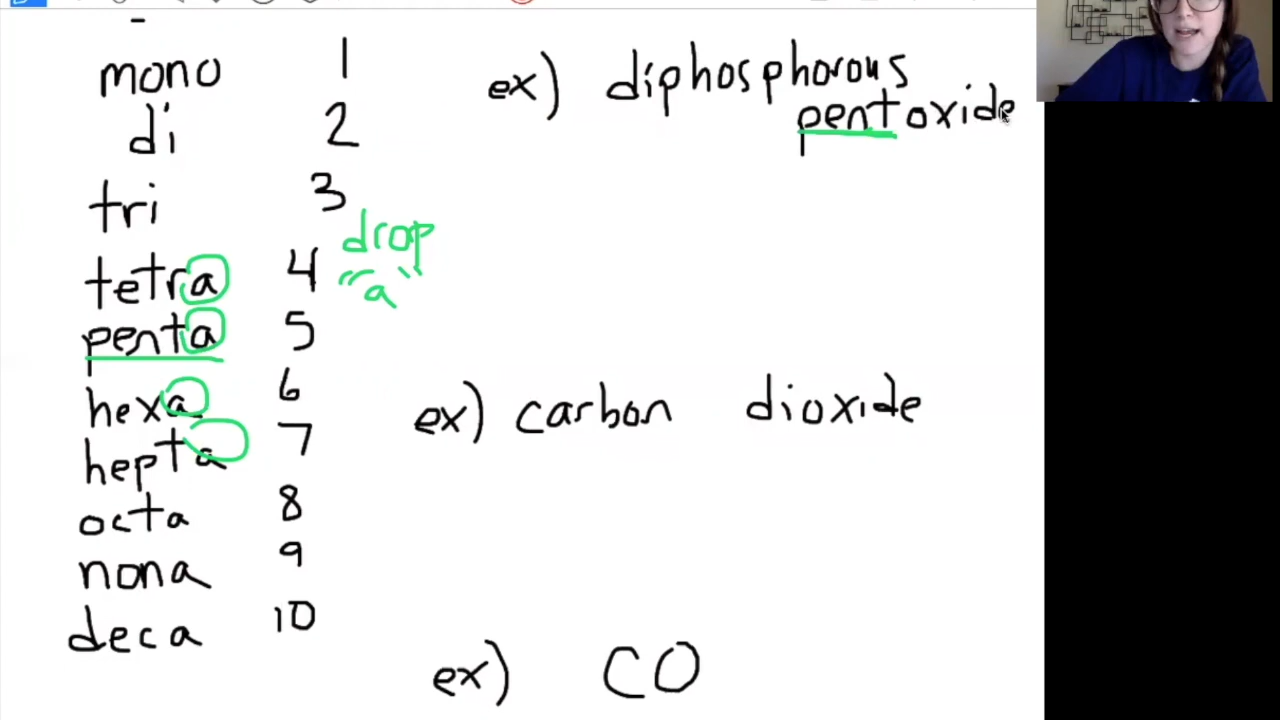 mono 1
di 2
tri 3
tetra 4
drop
"a"
penta 5
hexa 6
hepta 7
octa 8
nona 9
deca 10
ex) diphosphorous
pentoxide
ex) carbon dioxide
ex) CO